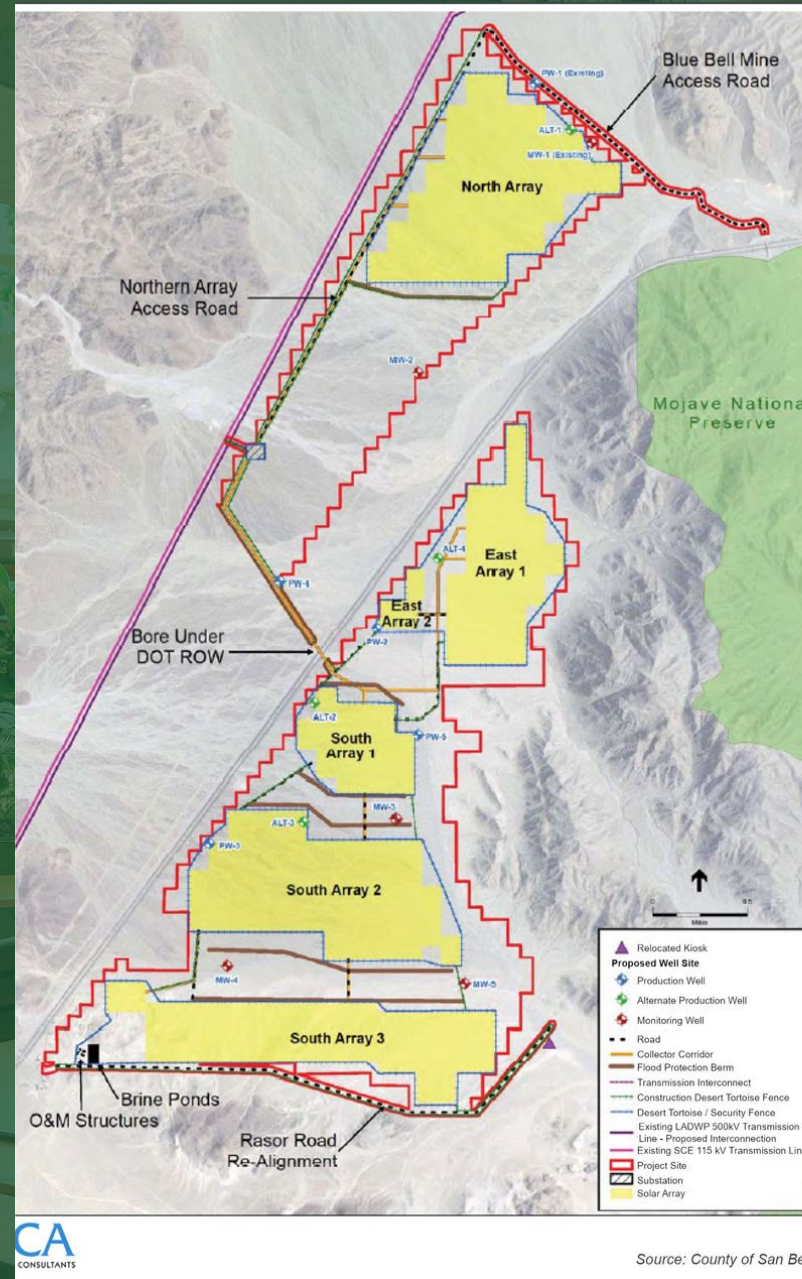 Blue Bell Mine
Access Road
PW-1 (Existing)
ALT-1
MW-1 (Existing)
North Array
Northern Array
Access Road
MW-2
Mojave National
Preserve
ALT-4
East
Array 1
PW-4
East
Array 2
PW-2
Bore Under
DOT ROW
ALT-2
South
Array 1
PW-5
MW-3
ALT-3
PW-3
South Array 2
MW-4
MW-5
South Array 3
Brine Ponds
O&M Structures
Rasor Road
Re-Alignment
0 0.5
Miles
Relocated Kiosk
Proposed Well Site
Production Well
Alternate Production Well
Monitoring Well
Road
Collector Corridor
Flood Protection Berm
Transmission Interconnect
Construction Desert Tortoise Fence
Desert Tortoise / Security Fence
Existing LADWP 500kV Transmission
Line - Proposed Interconnection
Existing SCE 115 kV Transmission Lin
Project Site
Substation
Solar Array
CA
CONSULTANTS
Source: County of San Be